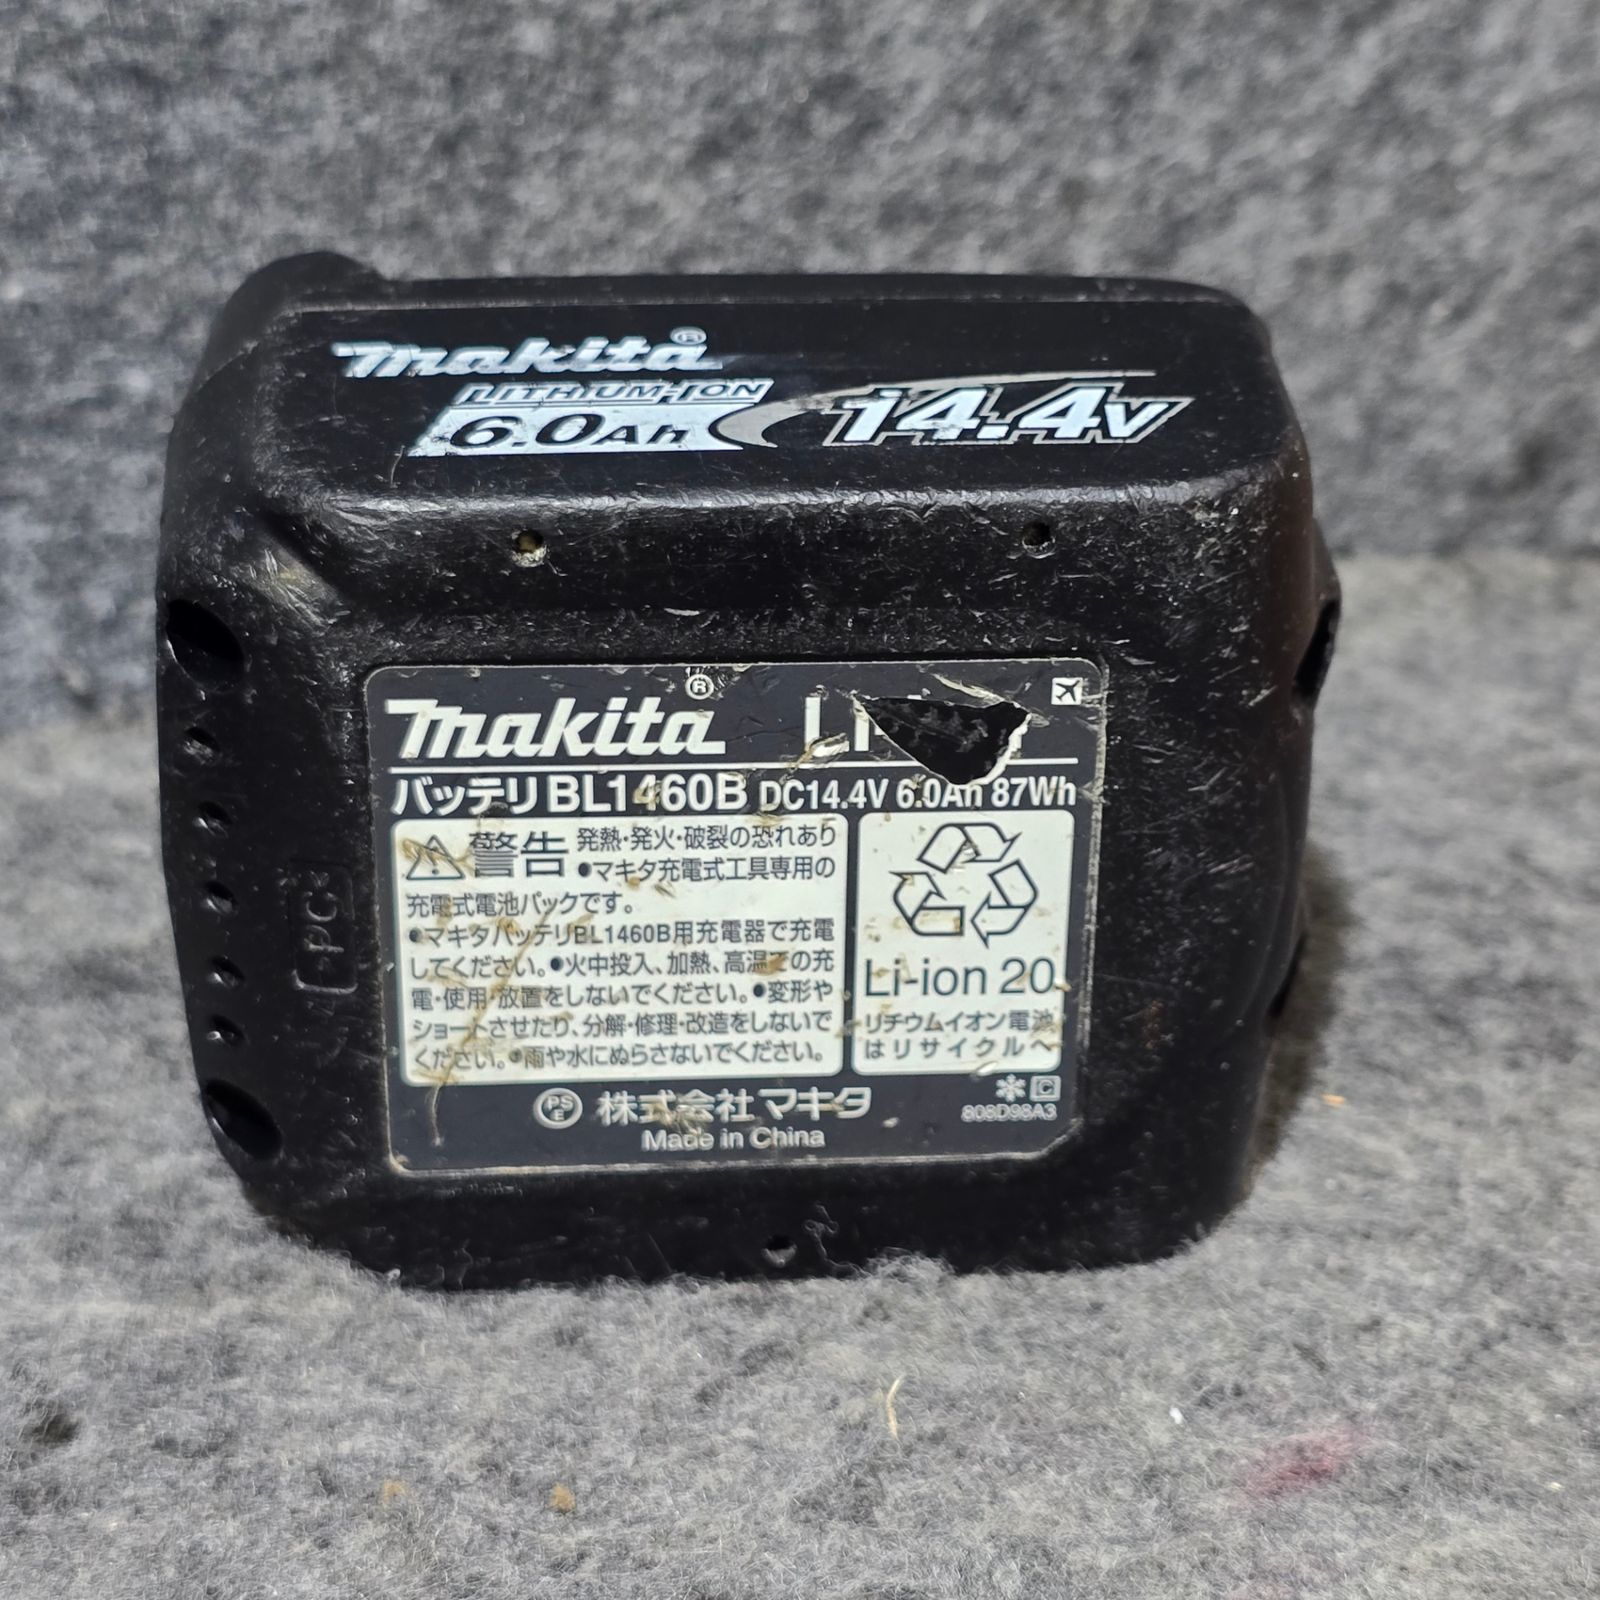 makita®
LITHIUM-ION
6.0Ah 14.4V
makita® Li-
バッテリBL1460B DC14.4V 6.0Ah 87Wh
警告 発熱・発火・破裂の恐れあり
●マキタ充電式工具専用の
充電式電池パックです。
●マキタバッテリBL1460B用充電器で充電
してください。●火中投入、加熱、高温での充
電・使用・放置をしないでください。●変形や
ショートさせたり、分解・修理・改造をしないで
ください。●雨や水にぬらさないでください。
Li-ion 20
リチウムイオン電池
はリサイクルへ
PS
E 株式会社マキタ
Made in China
C
808D98A3
>PC<